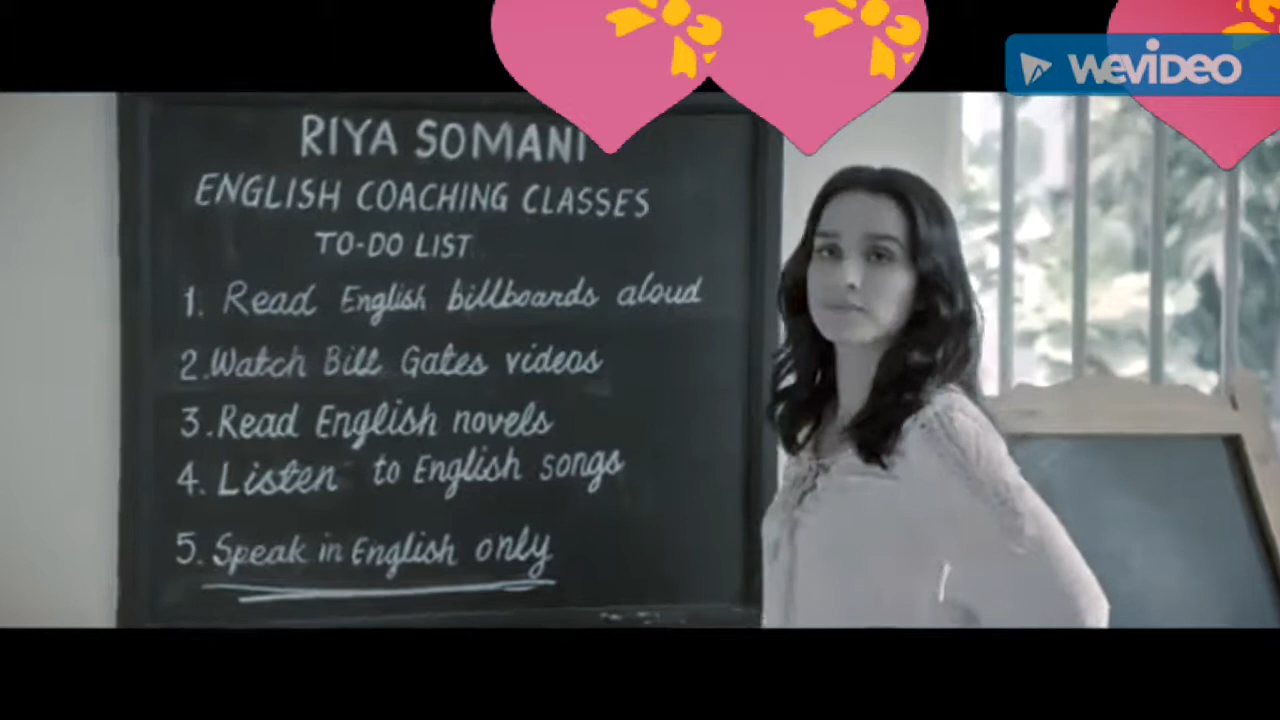 WEVIDEO
RIYA SOMANI
ENGLISH COACHING CLASSES
TO-DO LIST
1. Read English billboards aloud
2. Watch Bill Gates videos
3. Read English novels
4. Listen to English songs
5. Speak in English only